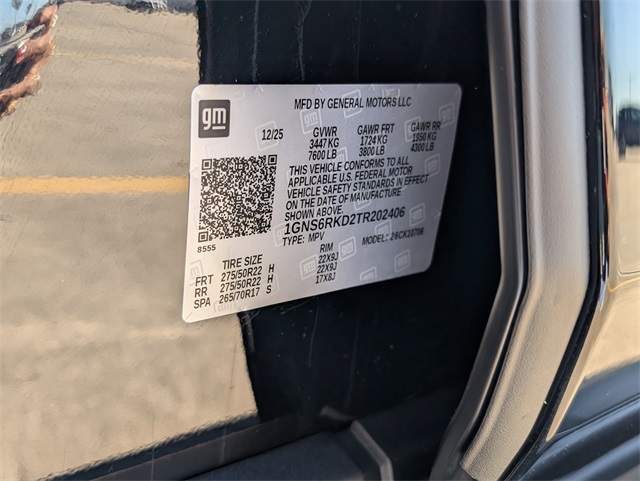 MFD BY GENERAL MOTORS LLC
gm
12/25 GVWR GAWR FRT GAWR RR
3447 KG 1724 KG 1950 KG
7600 LB 3800 LB 4300 LB
THIS VEHICLE CONFORMS TO ALL
APPLICABLE U.S. FEDERAL MOTOR
VEHICLE SAFETY STANDARDS IN EFFECT
ON THE DATE OF MANUFACTURE
SHOWN ABOVE.
1GNS6RKD2TR202406
8555 TYPE: MPV MODEL: 26CK10706
TIRE SIZE RIM
FRT 275/50R22 H 22X9J
RR 275/50R22 H 22X9J
SPA 265/70R17 S 17X8J